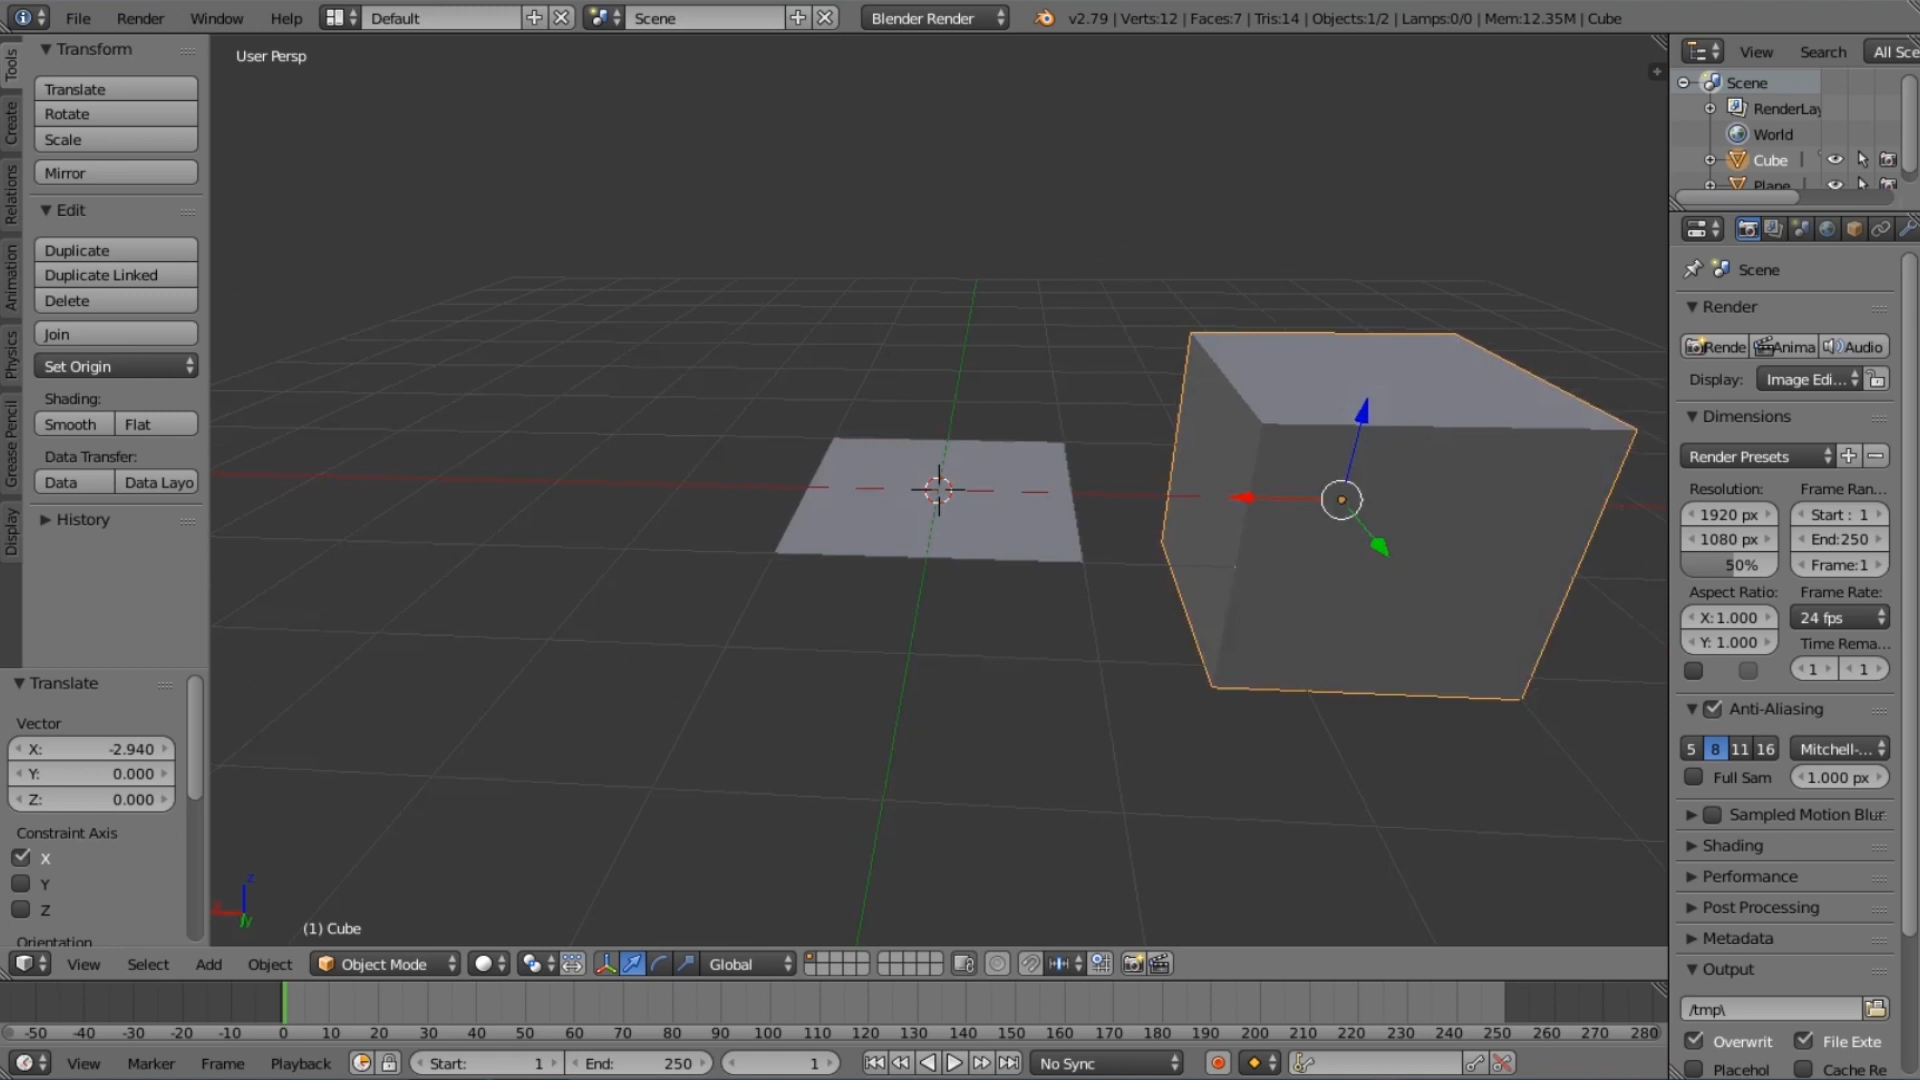 File Render Window Help Default Scene Blender Render v2.79 | Verts:12 | Faces:7 | Tris:14 | Objects:1/2 | Lamps:0/0 | Mem:12.35M | Cube
Tools
Create
Relations
Animation
Physics
Grease Pencil
Display
Transform
Translate
Rotate
Scale
Mirror
Edit
Duplicate
Duplicate Linked
Delete
Join
Set Origin
Shading:
Smooth Flat
Data Transfer:
Data Data Layo
History
Translate
Vector
X: -2.940
Y: 0.000
Z: 0.000
Constraint Axis
X
Y
Z
Orientation
User Persp
z
y
(1) Cube
View Search All Sce
Scene
RenderLay
World
Cube
Plane
Scene
Render
Rende Anima Audio
Display: Image Edi...
Dimensions
Render Presets
Resolution: Frame Ran...
1920 px Start : 1
1080 px End:250
50% Frame:1
Aspect Ratio: Frame Rate:
X:1.000 24 fps
Y: 1.000 Time Rema...
1 1
Anti-Aliasing
5 8 11 16 Mitchell-...
Full Sam 1.000 px
Sampled Motion Blur
Shading
Performance
Post Processing
Metadata
Output
/tmp\
Overwrit File Exte
Placehol Cache Re
View Select Add Object Object Mode Global
-50 -40 -30 -20 -10 0 10 20 30 40 50 60 70 80 90 100 110 120 130 140 150 160 170 180 190 200 210 220 230 240 250 260 270 280
View Marker Frame Playback Start: 1 End: 250 1 No Sync